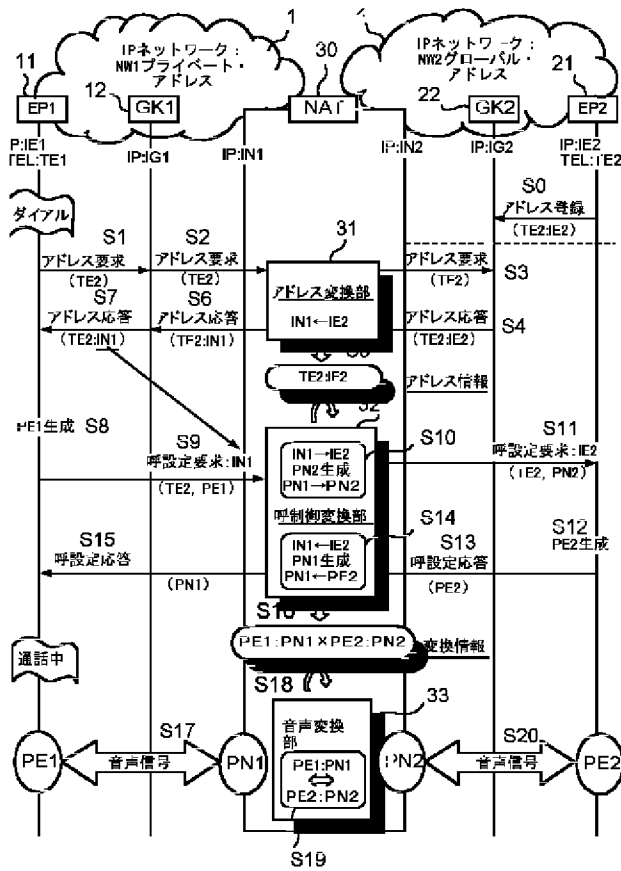 1
IPネットワーク：
NW1プライベート・
アドレス
30
IPネットワーク：
NW2グローバル・
アドレス
11
12
22
21
EP1
GK1
NAT
GK2
EP2
IP:IE1
TEL:TE1
IP:IG1
IP:IN1
IP:IN2
IP:IG2
IP:IE2
TEL:TE2
S0
アドレス登録
(TE2:IE2)
ダイアル
S1
アドレス要求
(TE2)
S2
アドレス要求
(TE2)
31
アドレス変換部
IN1←IE2
アドレス要求
(TE2)
S3
S7
アドレス応答
(TE2:IN1)
S6
アドレス応答
(TE2:IN1)
アドレス応答
(TE2:IE2)
S4
TE2:IE2
アドレス情報
32
PE1生成
S8
S9
呼設定要求:IN1
(TE2, PE1)
IN1→IE2
PN2生成
PN1→PN2
S10
S11
呼設定要求:IE2
(TE2, PN2)
呼制御変換部
S12
PE2生成
S15
呼設定応答
(PN1)
IN1←IE2
PN1生成
PN1←PE2
S14
S13
呼設定応答
(PE2)
S16
PE1:PN1×PE2:PN2
変換情報
通話中
S18
33
音声変換
部
PE1:PN1
⇔
PE2:PN2
S17
音声信号
PE1
PN1
PN2
S20
音声信号
PE2
S19